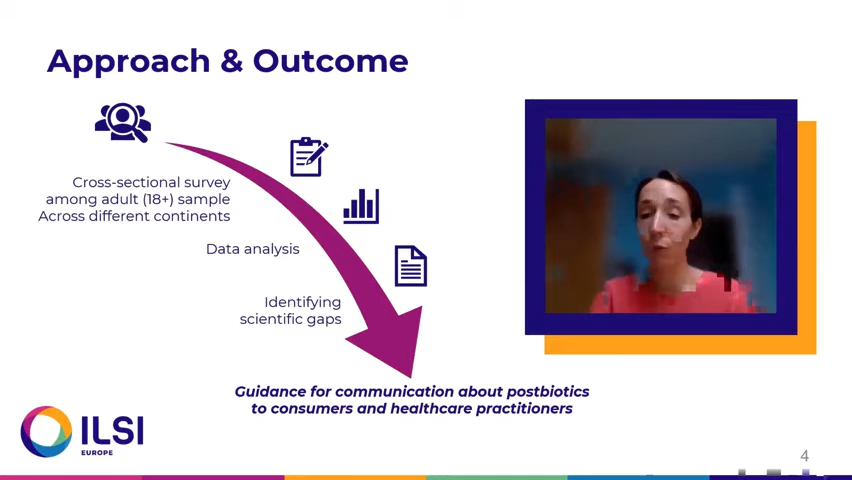 Approach & Outcome
Cross-sectional survey
among adult (18+) sample
Across different continents
Data analysis
Identifying
scientific gaps
Guidance for communication about postbiotics
to consumers and healthcare practitioners
ILSI
EUROPE
4